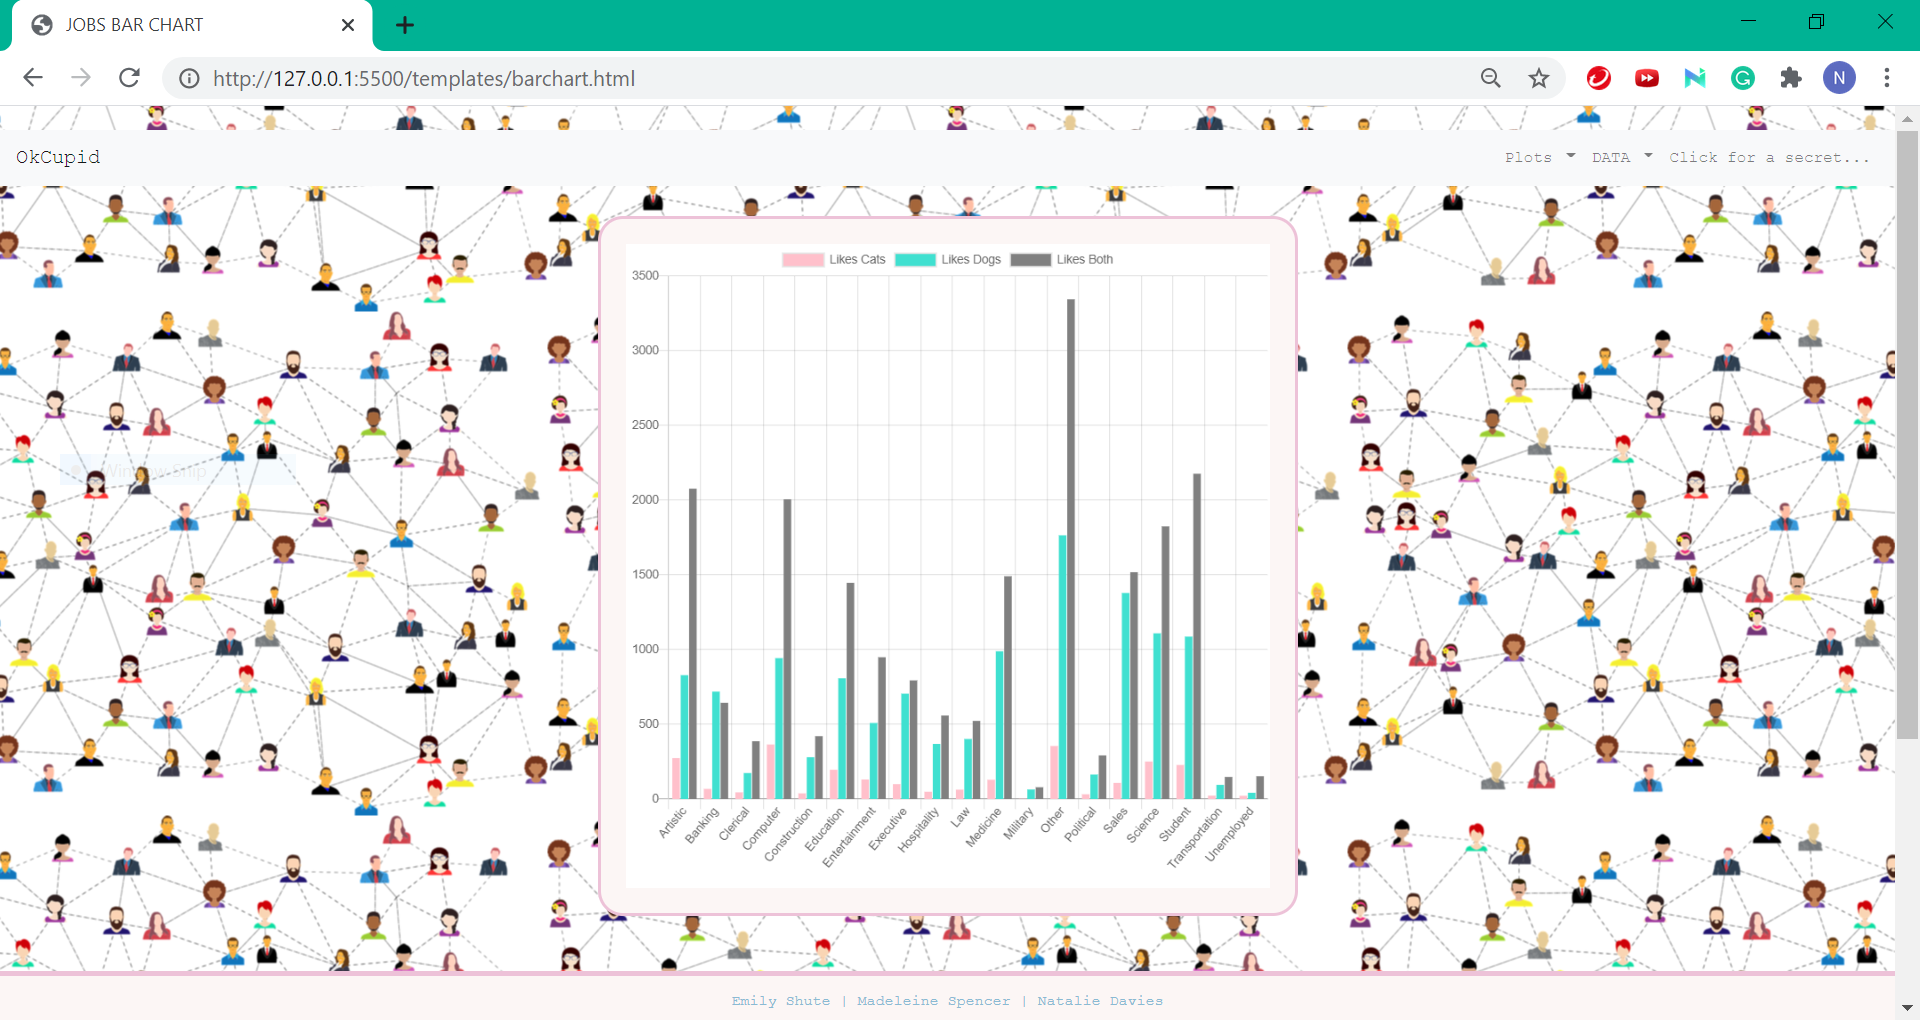 JOBS BAR CHART
http://127.0.0.1:5500/templates/barchart.html
N
OkCupid
Plots DATA Click for a secret...
Window Snip
Likes Cats Likes Dogs Likes Both
3500
3000
2500
2000
1500
1000
500
0
Artistic Banking Clerical Computer Construction Education Entertainment Executive Hospitality Law Medicine Military Other Political Sales Science Student Transportation Unemployed
Emily Shute | Madeleine Spencer | Natalie Davies